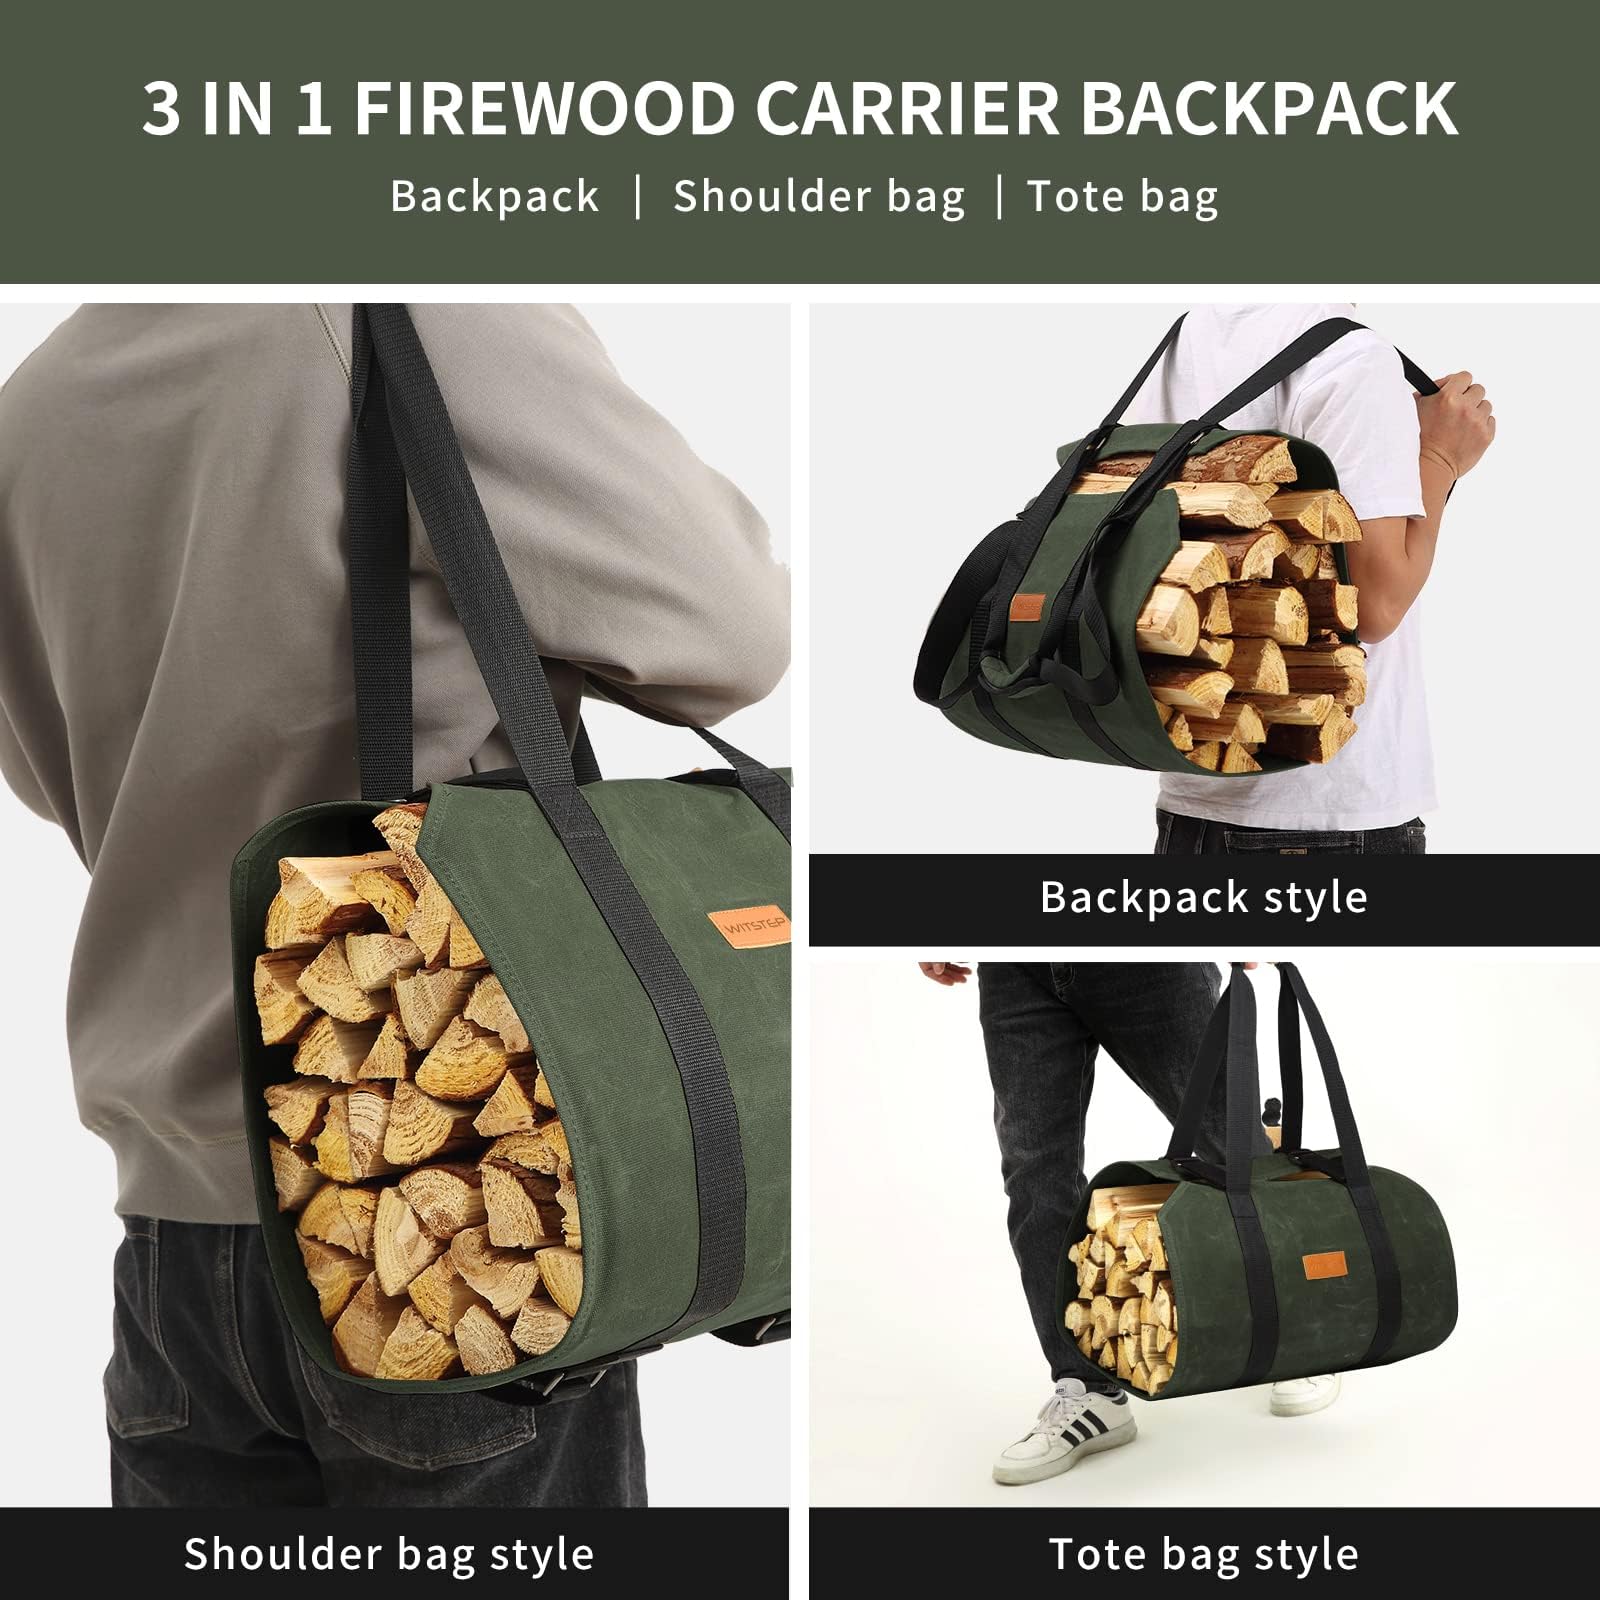 3 IN 1 FIREWOOD CARRIER BACKPACK
Backpack | Shoulder bag | Tote bag
WITSTEP
Backpack style
Shoulder bag style
Tote bag style